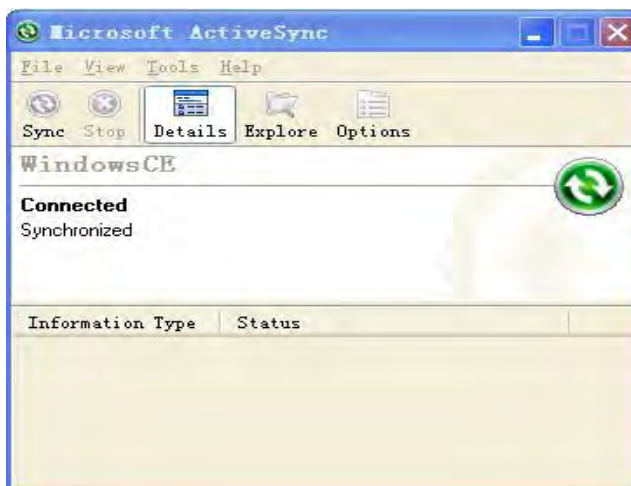 Microsoft ActiveSync
File View Tools Help
Sync Stop Details Explore Options
WindowsCE
Connected
Synchronized
Information Type Status